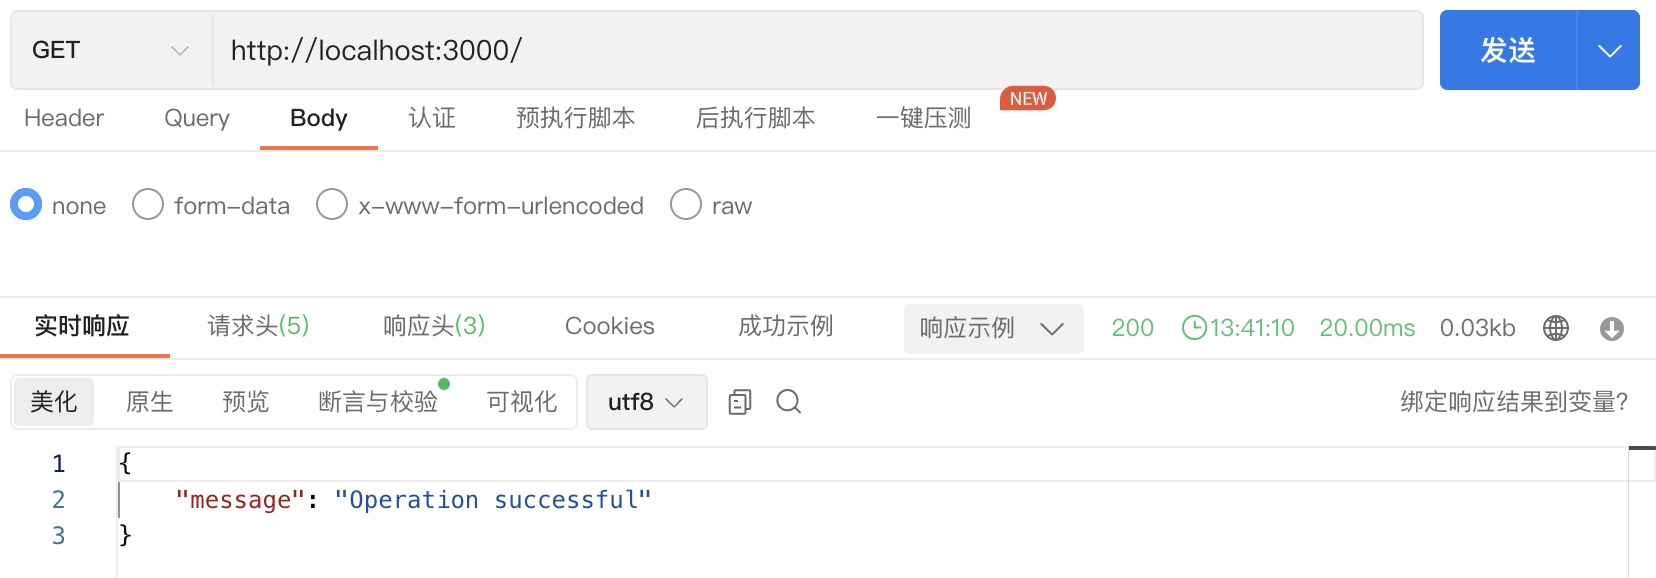 GET http://localhost:3000/ 发送
Header Query Body 认证 预执行脚本 后执行脚本 一键压测 NEW
none form-data x-www-form-urlencoded raw
实时响应 请求头(5) 响应头(3) Cookies 成功示例 响应示例 200 13:41:10 20.00ms 0.03kb
美化 原生 预览 断言与校验 可视化 utf8 绑定响应结果到变量?
1 {
2 "message": "Operation successful"
3 }